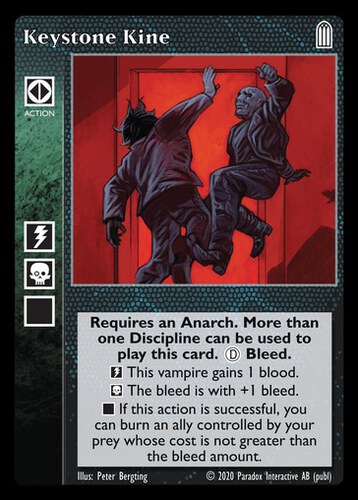 Keystone Kine
ACTION
Requires an Anarch. More than
one Discipline can be used to
play this card. Ⓓ Bleed.
This vampire gains 1 blood.
The bleed is with +1 bleed.
If this action is successful, you
can burn an ally controlled by your
prey whose cost is not greater than
the bleed amount.
Illus: Peter Bergting © 2020 Paradox Interactive AB (publ)